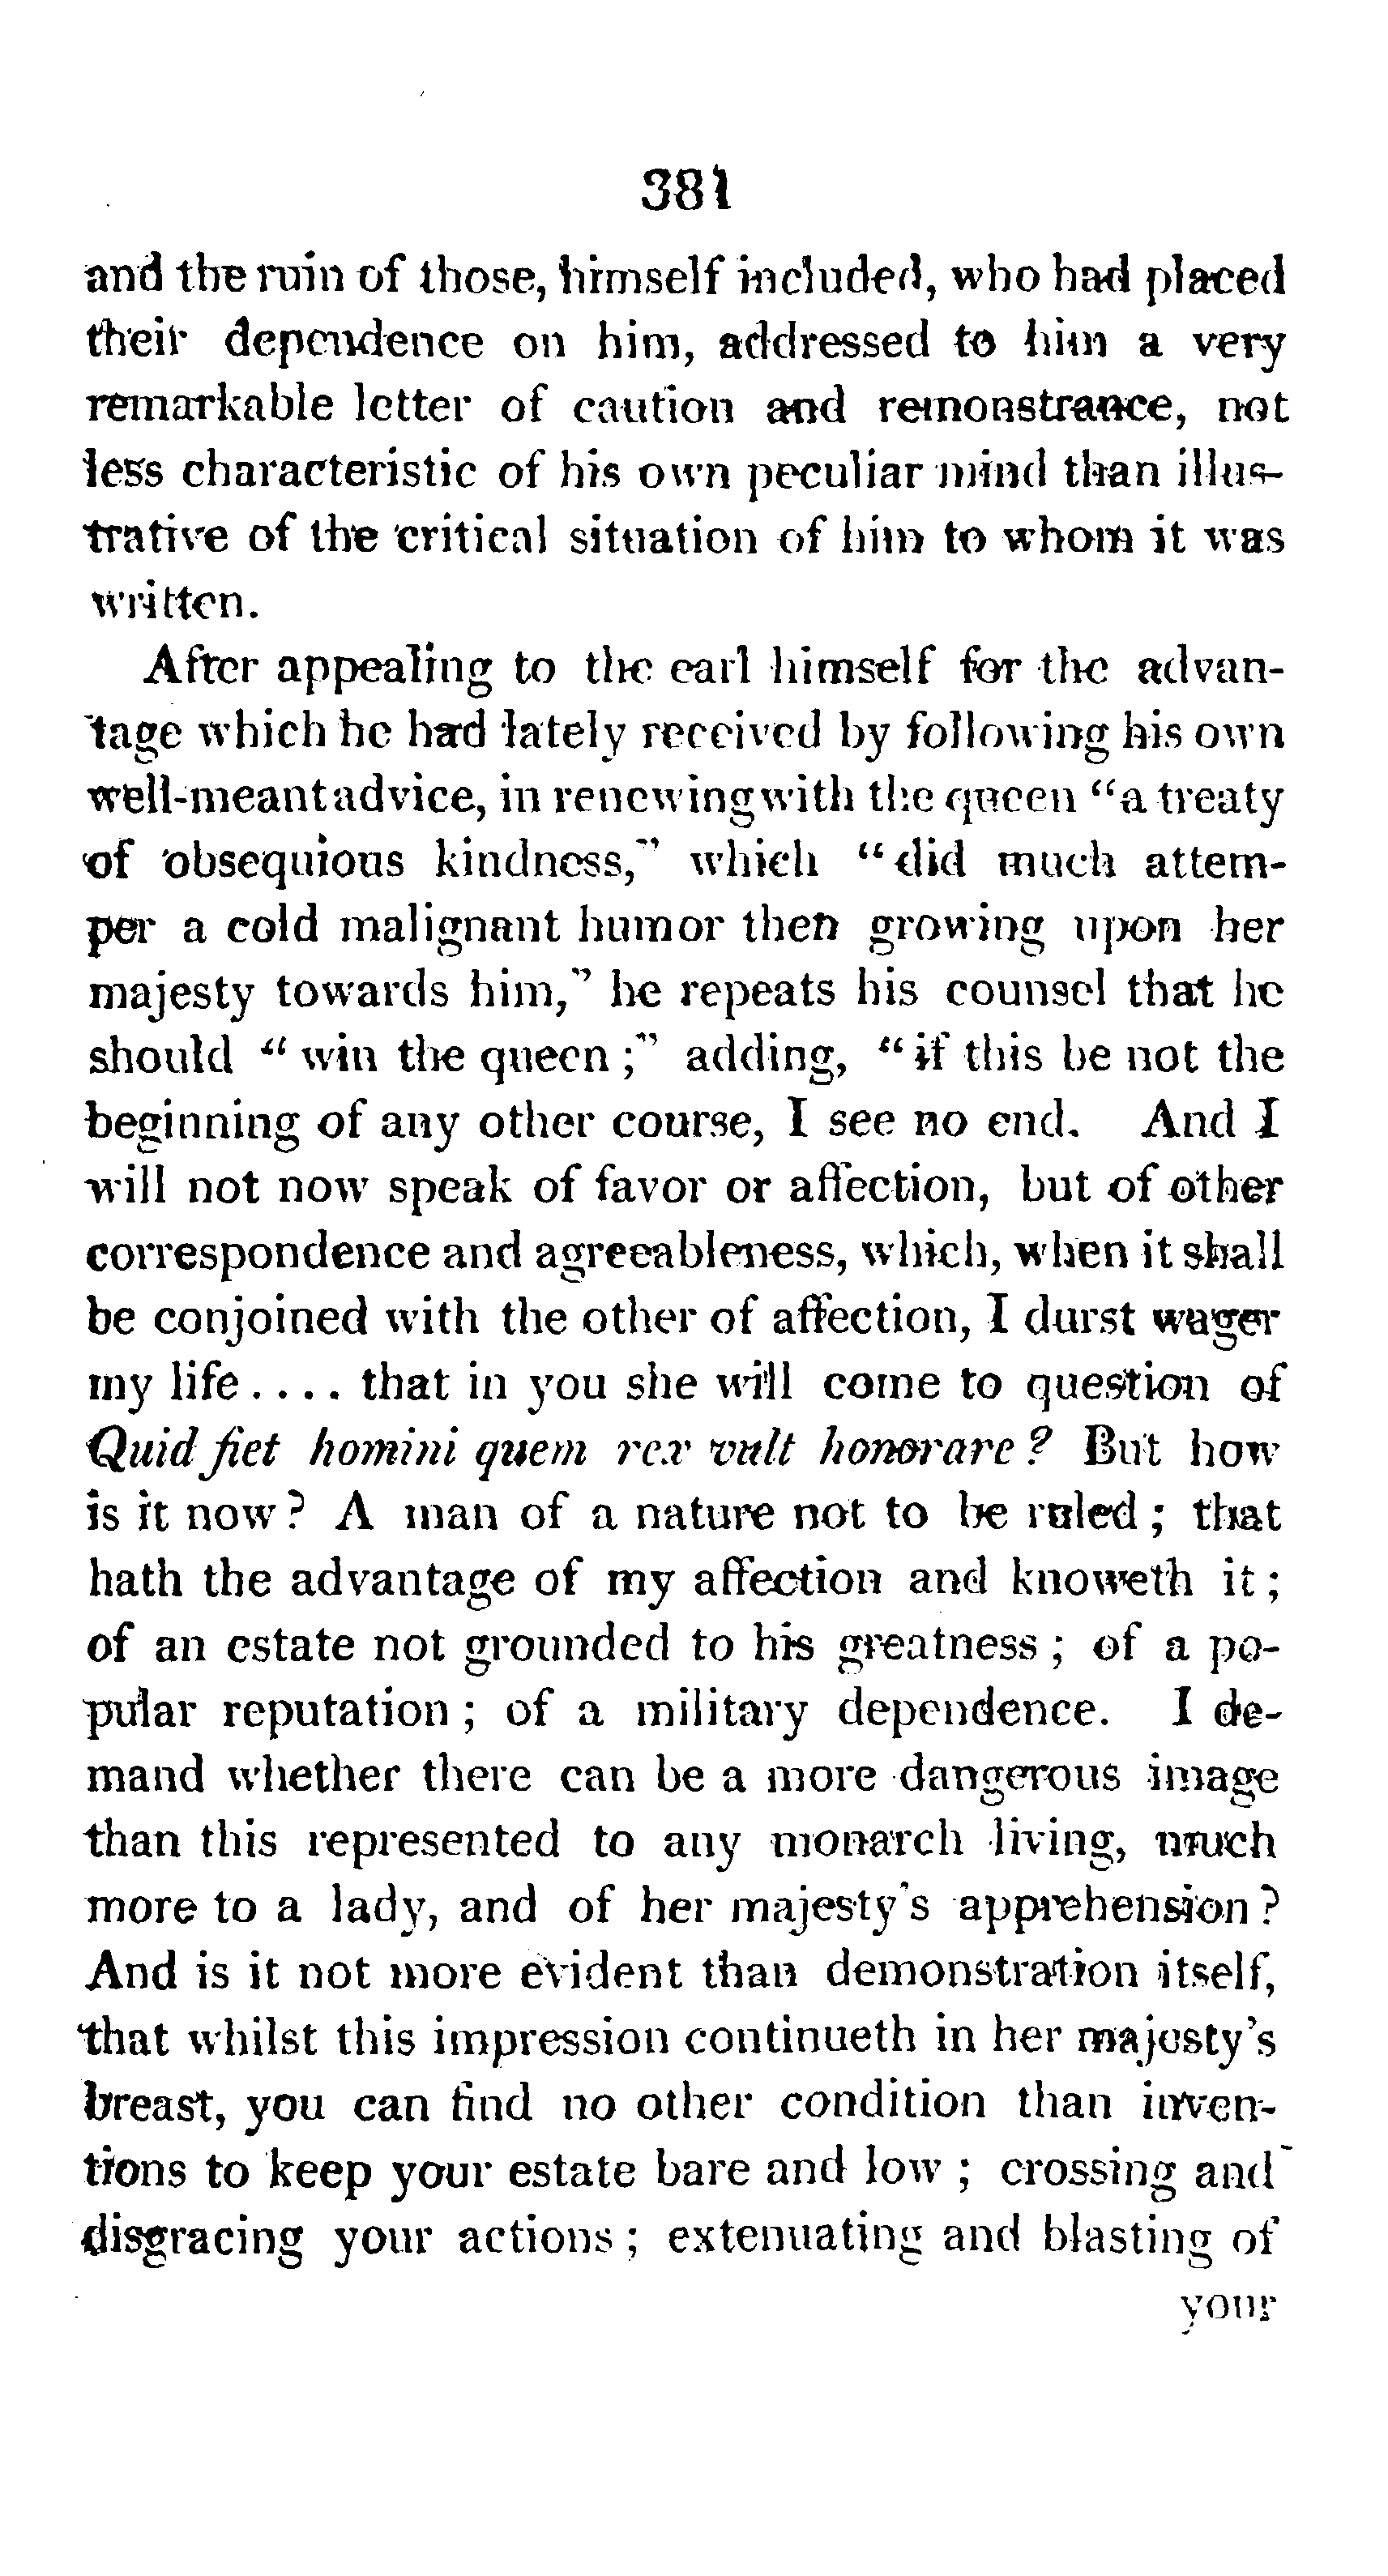 381
and the ruin of those, himself included, who had placed
their dependence on him, addressed to him a very
remarkable letter of caution and remonstrance, not
less characteristic of his own peculiar mind than illus-
trative of the critical situation of him to whom it was
written.
After appealing to the earl himself for the advan-
tage which he had lately received by following his own
well-meant advice, in renewing with the queen "a treaty
of obsequious kindness," which "did much attem-
per a cold malignant humor then growing upon her
majesty towards him," he repeats his counsel that he
should "win the queen;" adding, "if this be not the
beginning of any other course, I see no end. And I
will not now speak of favor or affection, but of other
correspondence and agreeableness, which, when it shall
be conjoined with the other of affection, I durst wager
my life.... that in you she will come to question of
Quid fiet homini quem rex vult honorare? But how
is it now? A man of a nature not to be ruled; that
hath the advantage of my affection and knoweth it;
of an estate not grounded to his greatness; of a po-
pular reputation; of a military dependence. I de-
mand whether there can be a more dangerous image
than this represented to any monarch living, much
more to a lady, and of her majesty's apprehension?
And is it not more evident than demonstration itself,
that whilst this impression continueth in her majesty's
breast, you can find no other condition than inven-
tions to keep your estate bare and low; crossing and
disgracing your actions; extenuating and blasting of
your